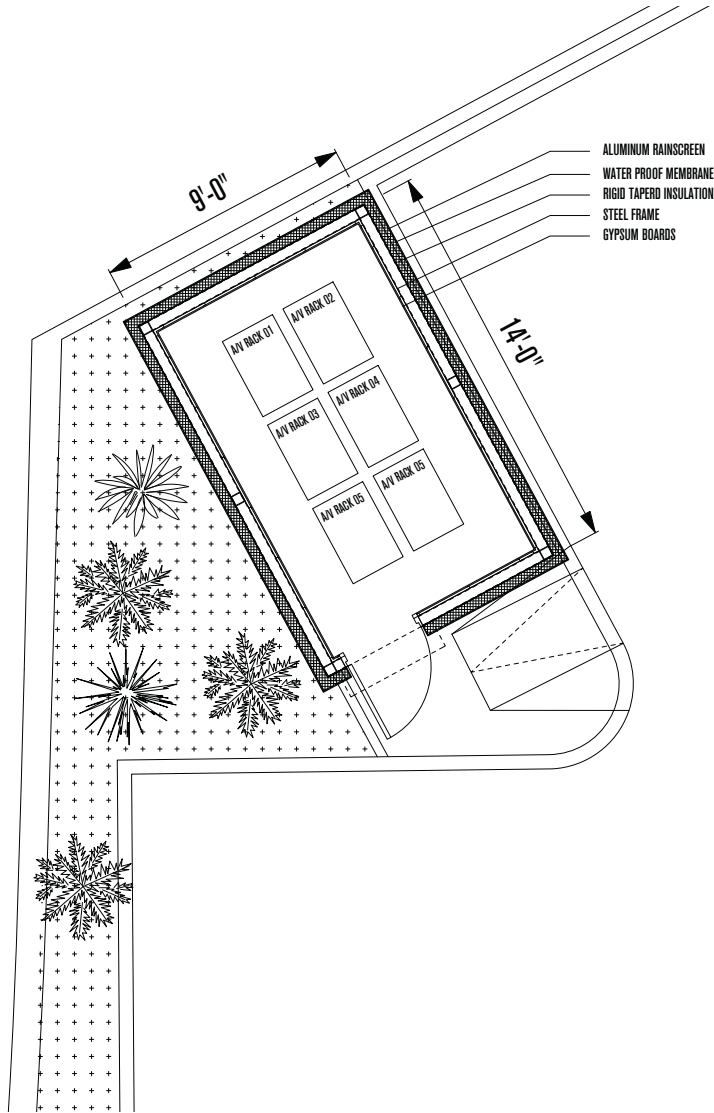 9'-0"
ALUMINUM RAINSCREEN
WATER PROOF MEMBRANE
RIGID TAPERD INSULATION
STEEL FRAME
GYPSUM BOARDS
14'-0"
A/V RACK 01
A/V RACK 02
A/V RACK 03
A/V RACK 04
A/V RACK 05
A/V RACK 05